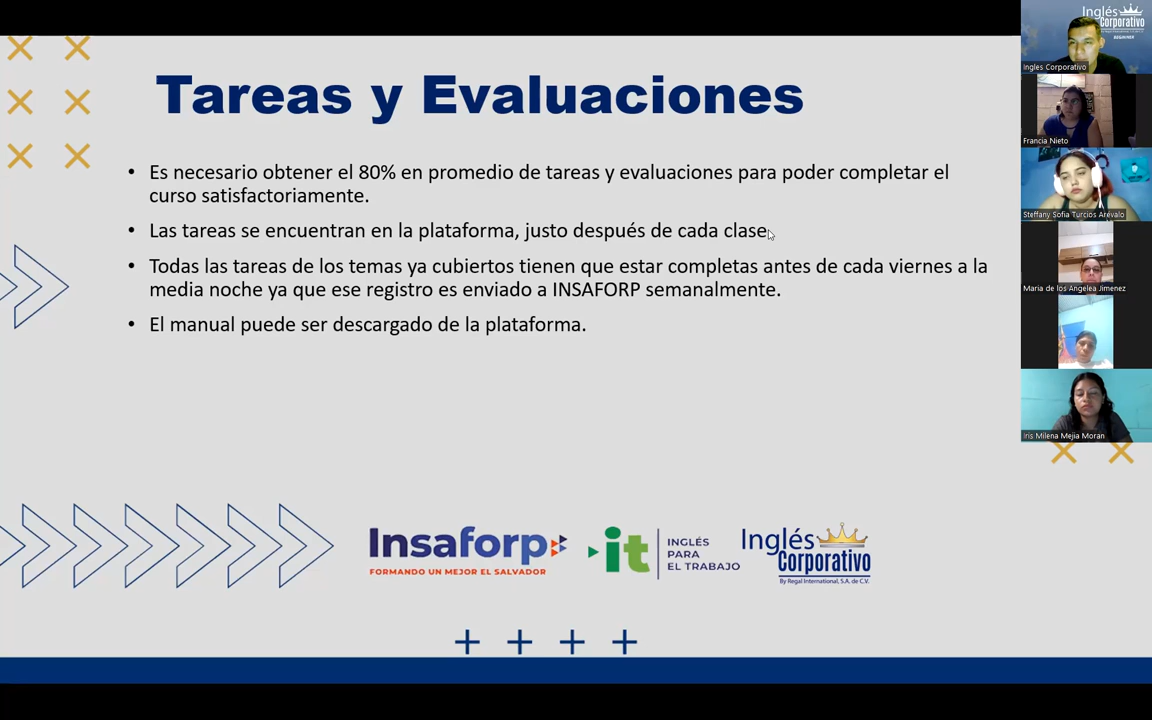 Tareas y Evaluaciones
• Es necesario obtener el 80% en promedio de tareas y evaluaciones para poder completar el
curso satisfactoriamente.
• Las tareas se encuentran en la plataforma, justo después de cada clase.
• Todas las tareas de los temas ya cubiertos tienen que estar completas antes de cada viernes a la
media noche ya que ese registro es enviado a INSAFORP semanalmente.
• El manual puede ser descargado de la plataforma.
Insaforp
FORMANDO UN MEJOR EL SALVADOR
it
INGLÉS
PARA
EL TRABAJO
Inglés
Corporativo
By Regal International, S.A. de C.V.
Inglés
Corporativo
BEGINNER
Ingles Corporativo
Francia Nieto
Steffany Sofia Turcios Arévalo
Maria de los Angelea Jimenez
Iris Milena Mejia Moran